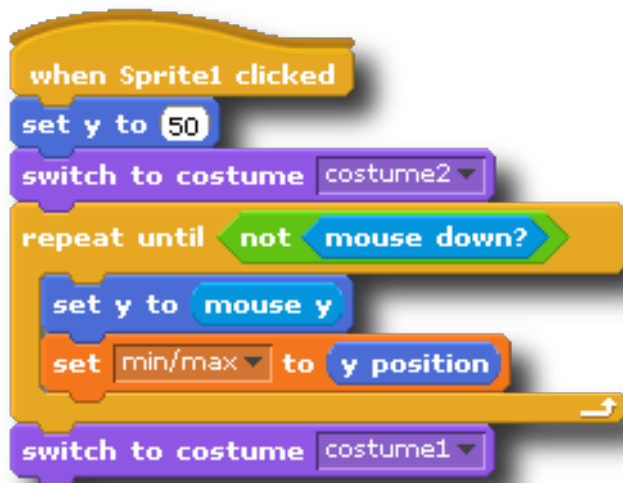 when Sprite1 clicked
set y to 50
switch to costume costume2
repeat until not mouse down?
set y to mouse y
set min/max to y position
switch to costume costume1